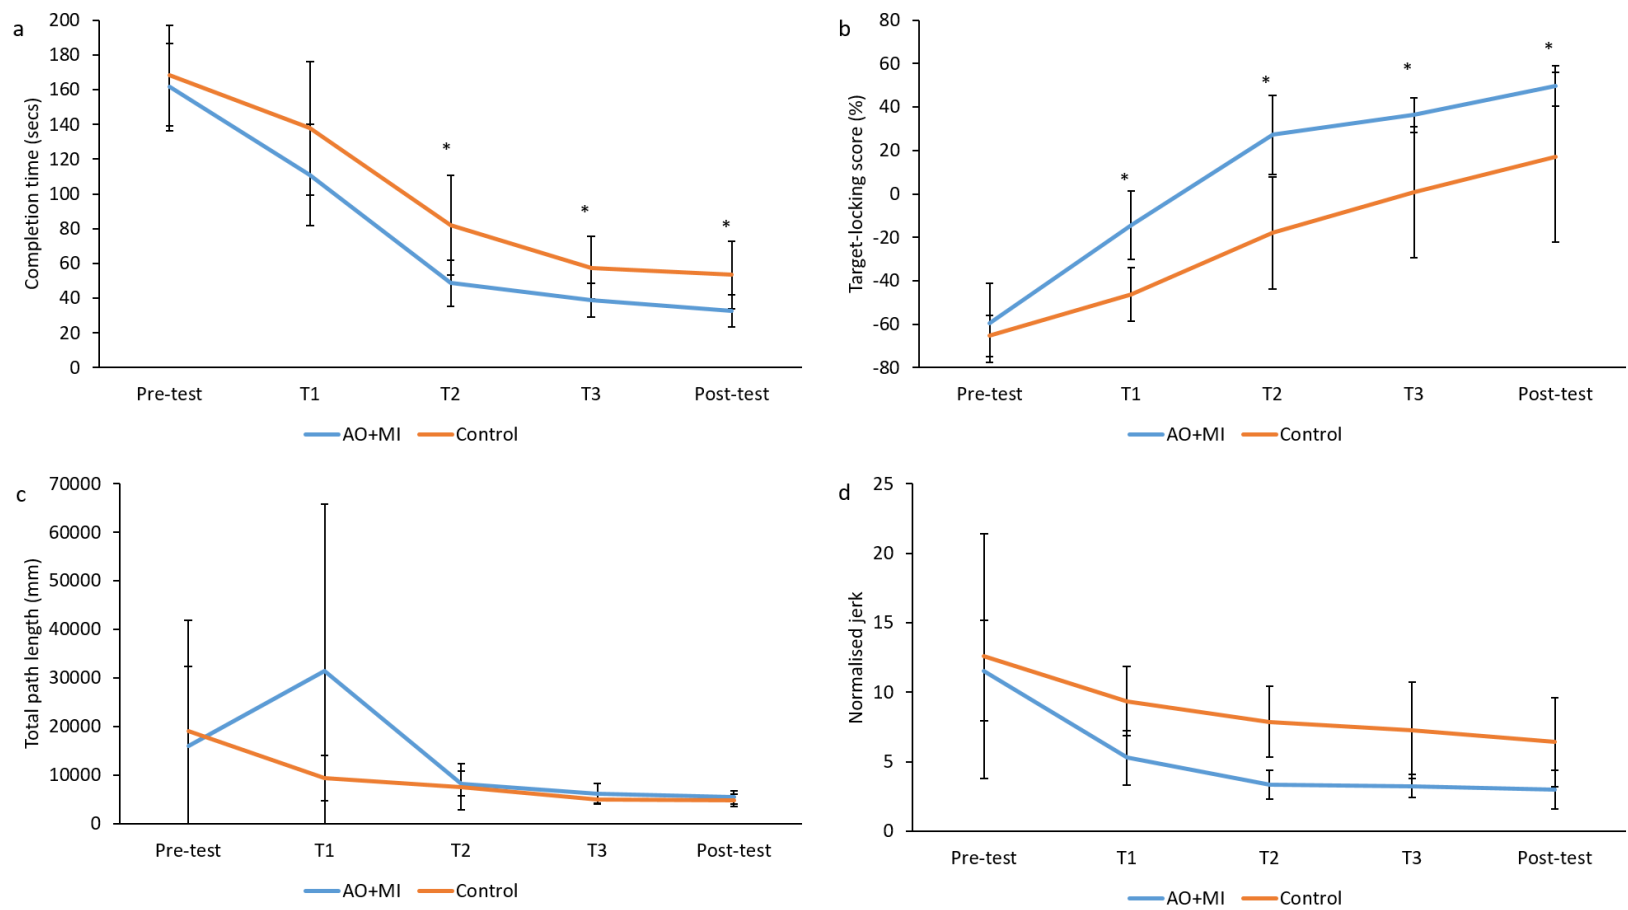 a
Completion time (secs)
200
180
160
140
120
100
80
60
40
20
0
*
*
*
Pre-test T1 T2 T3 Post-test
AO+MI Control
b
Target-locking score (%)
80
60
40
20
0
-20
-40
-60
-80
*
*
*
*
Pre-test T1 T2 T3 Post-test
AO+MI Control
c
Total path length (mm)
70000
60000
50000
40000
30000
20000
10000
0
Pre-test T1 T2 T3 Post-test
AO+MI Control
d
Normalised jerk
25
20
15
10
5
0
Pre-test T1 T2 T3 Post-test
AO+MI Control